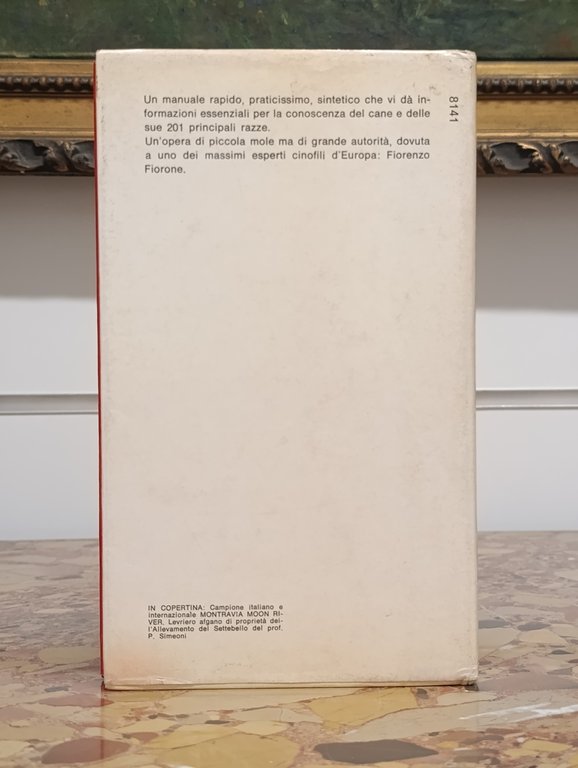 Un manuale rapido, praticissimo, sintetico che vi dà in-
formazioni essenziali per la conoscenza del cane e delle
sue 201 principali razze.
Un'opera di piccola mole ma di grande autorità, dovuta
a uno dei massimi esperti cinofili d'Europa: Fiorenzo
Fiorone.
8141
IN COPERTINA: Campione italiano e
internazionale MONTRAVIA MOON RI-
VER, Levriero afgano di proprietà del-
l'Allevamento del Settebello del prof.
P. Simeoni